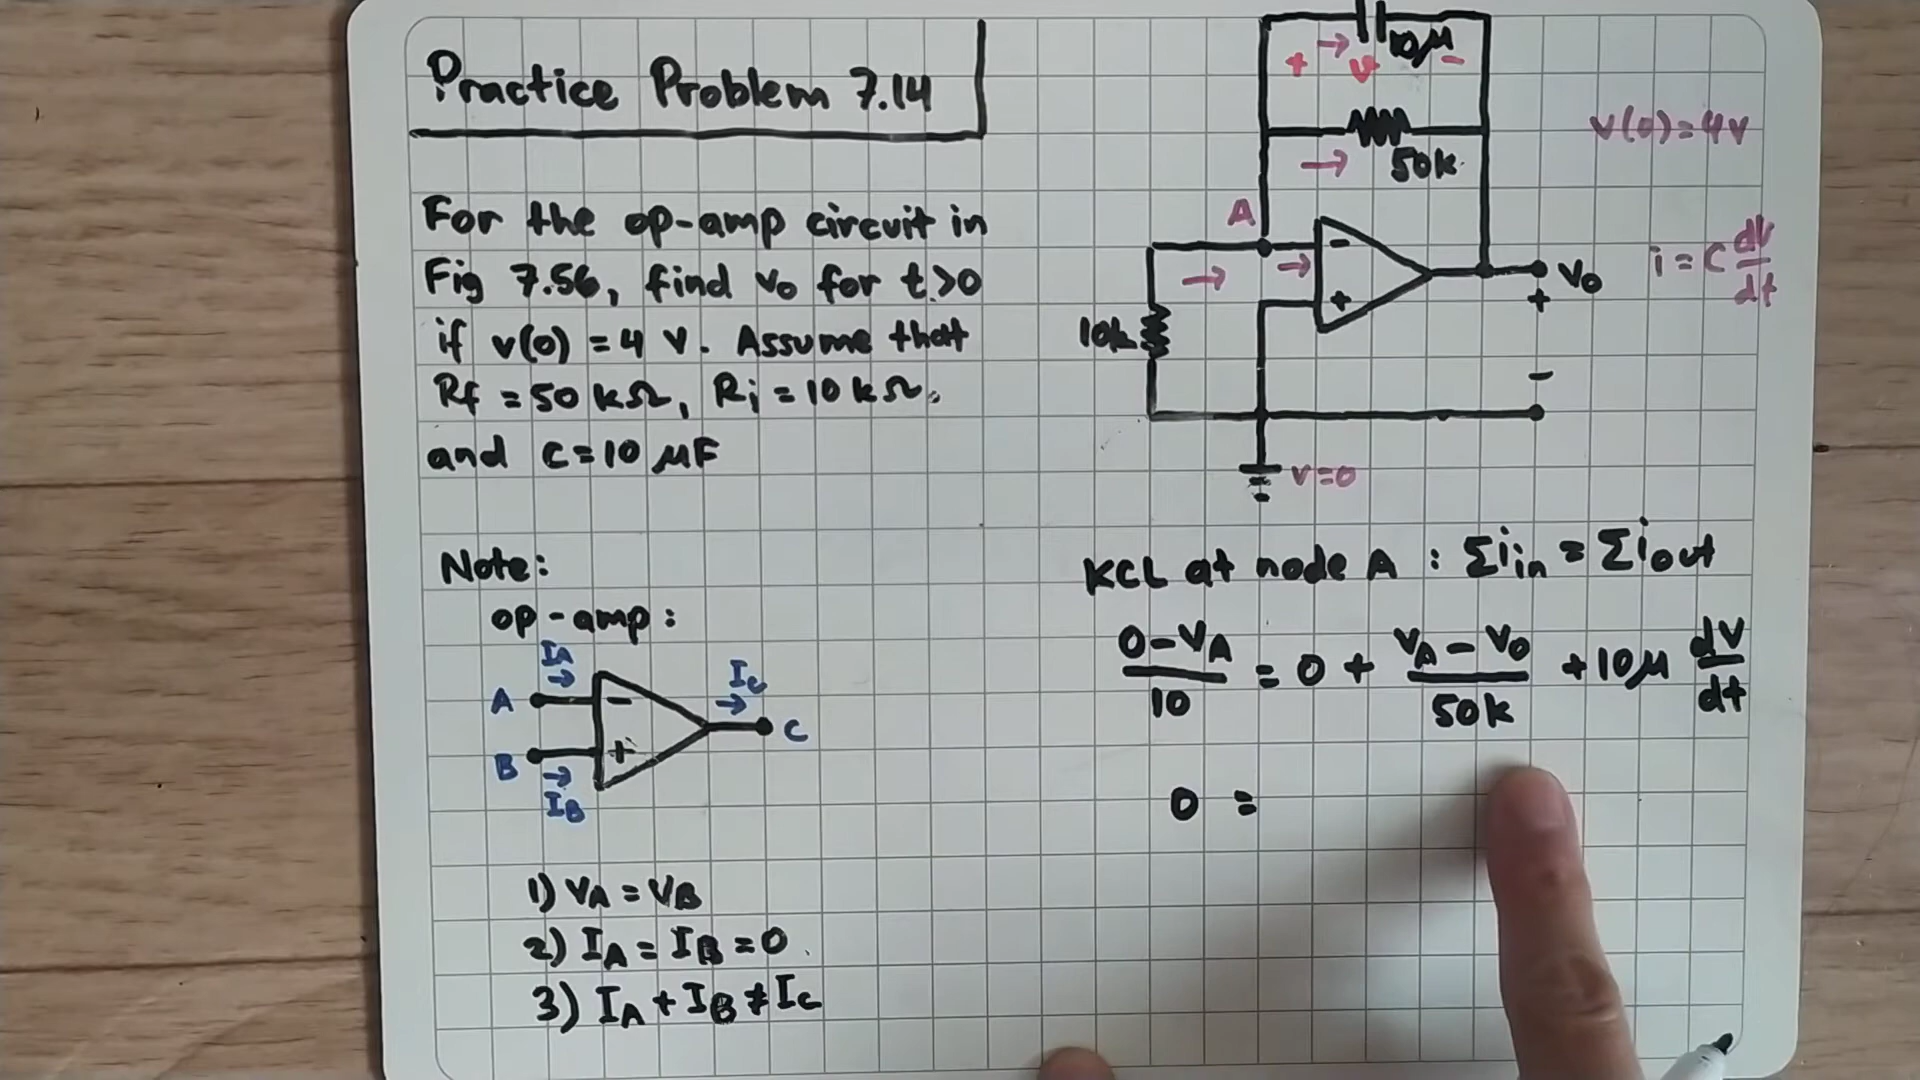 Practice Problem 7.14
For the op-amp circuit in
Fig 7.56, find vo for t>0
if v(0) = 4 V. Assume that
Rf = 50 kΩ, Ri = 10 kΩ,
and C = 10 μF
Note:
op-amp:
IA →
Ic →
A
-
B
+
C
→
IB
1) VA = VB
2) IA = IB = 0
3) IA + IB ≠ Ic
10μ
+ → v -
50k
→
v(0) = 4V
A
-
→
→
+
Vo
+
i = C dV/dt
10k
-
V=0
KCL at node A : Σiin = Σiout
(0 - VA)/10 = 0 + (VA - Vo)/50k + 10μ dV/dt
0 =